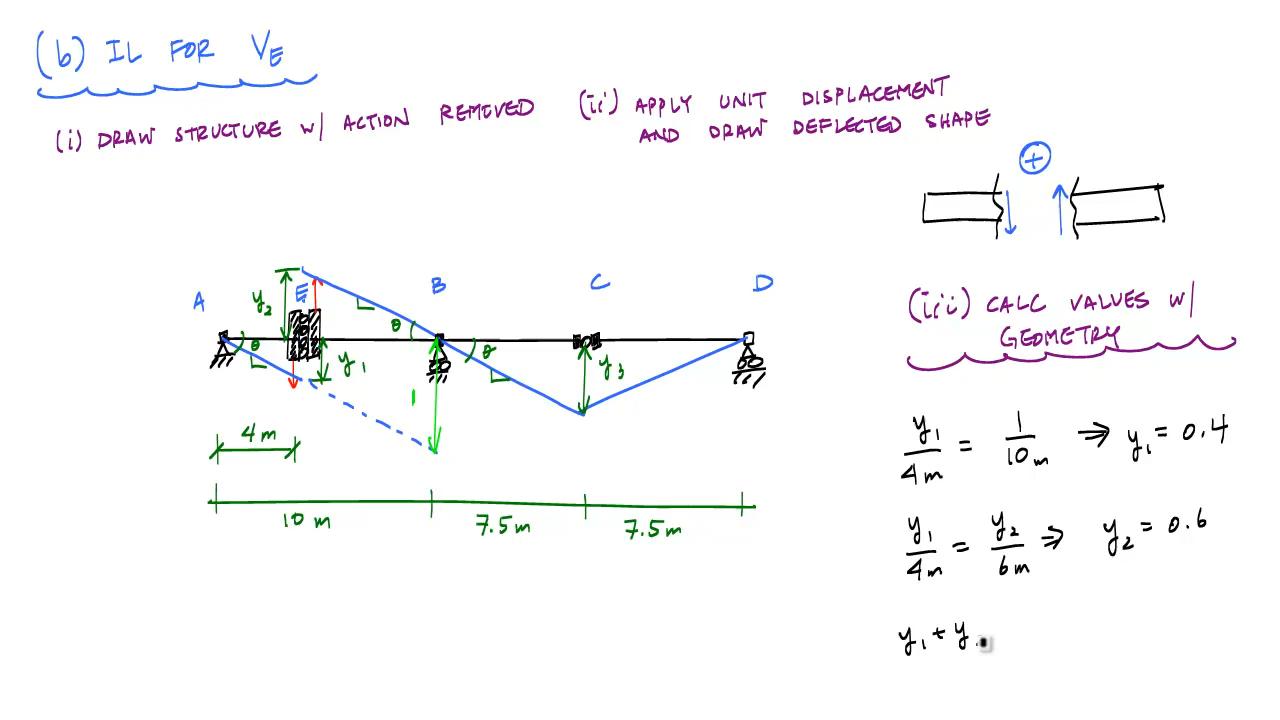 (b) IL FOR V_E
(i) DRAW STRUCTURE W/ ACTION REMOVED
(ii) APPLY UNIT DISPLACEMENT
AND DRAW DEFLECTED SHAPE
+
A
E
B
C
D
y₂
θ
θ
θ
y₁
1
y₃
4 m
10 m
7.5 m
7.5 m
(iii) CALC VALUES W/
GEOMETRY
y₁/4m = 1/10m ⇒ y₁ = 0.4
y₁/4m = y₂/6m ⇒ y₂ = 0.6
y₁ + y